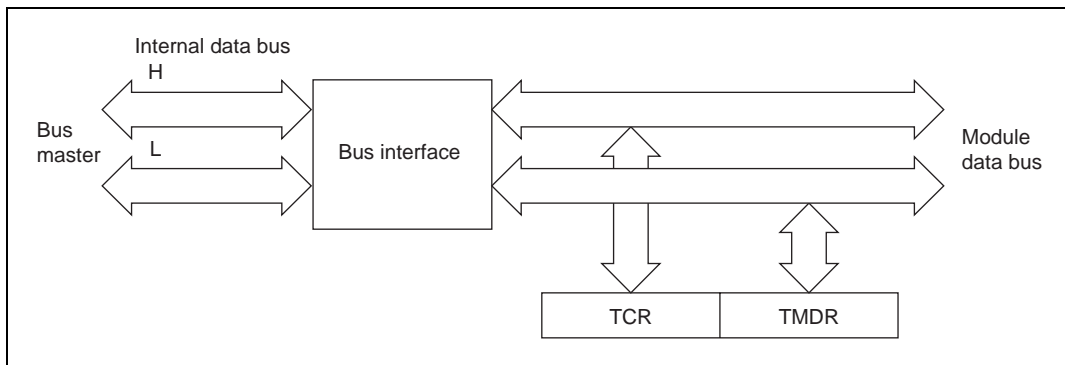 Internal data bus
H
Bus
master
L
Bus interface
Module
data bus
TCR
TMDR